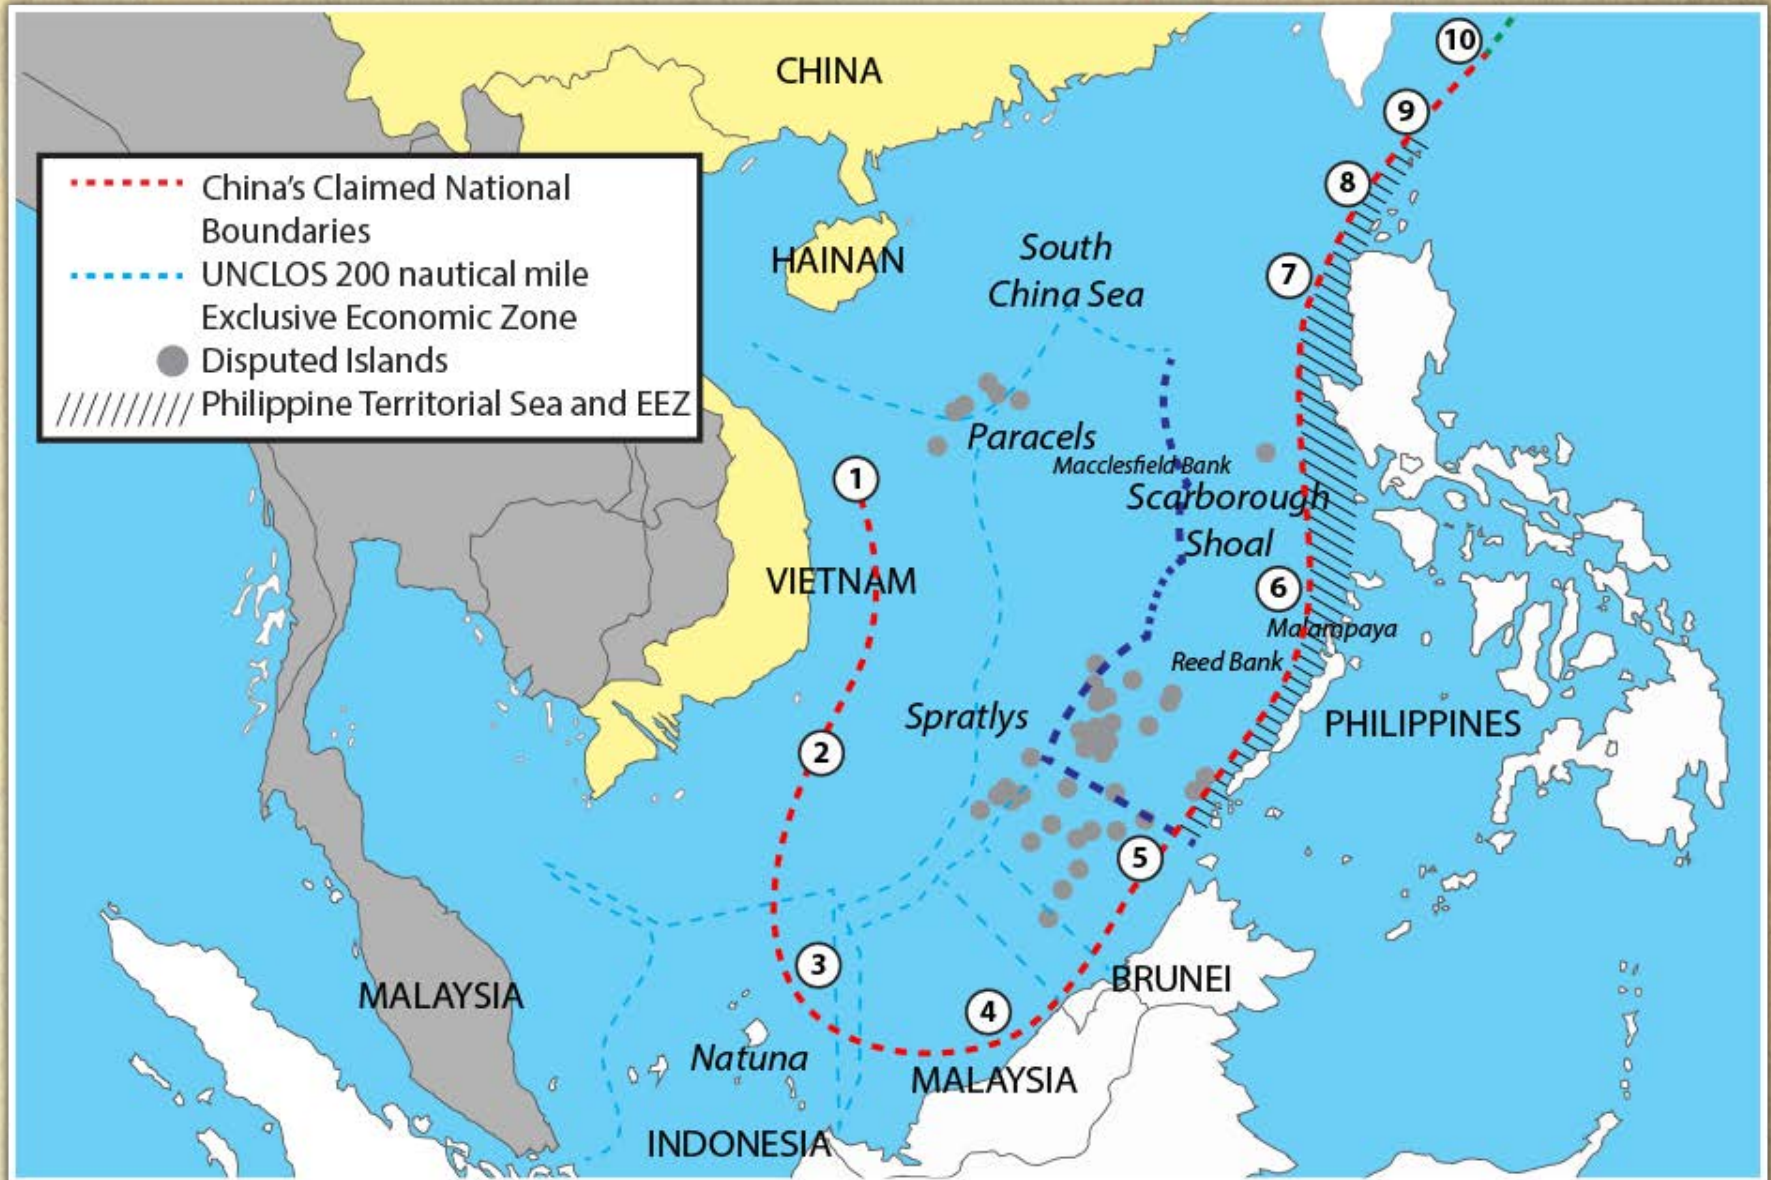 CHINA
10
9
8
7
China's Claimed National
Boundaries
UNCLOS 200 nautical mile
Exclusive Economic Zone
Disputed Islands
Philippine Territorial Sea and EEZ
HAINAN
South
China Sea
Paracels
Macclesfield Bank
1
Scarborough
Shoal
VIETNAM
6
Malampaya
Reed Bank
Spratlys
PHILIPPINES
2
5
3
BRUNEI
MALAYSIA
4
Natuna
MALAYSIA
INDONESIA